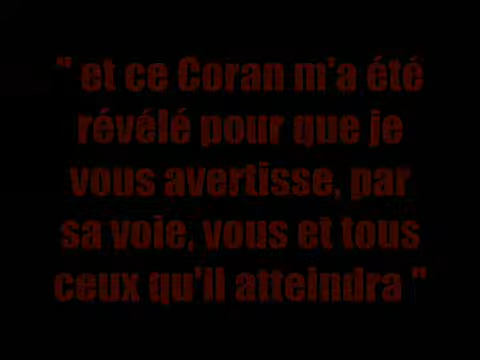 " et ce Coran m'a été
révélé pour que je
vous avertisse, par
sa voie, vous et tous
ceux qu'il atteindra "